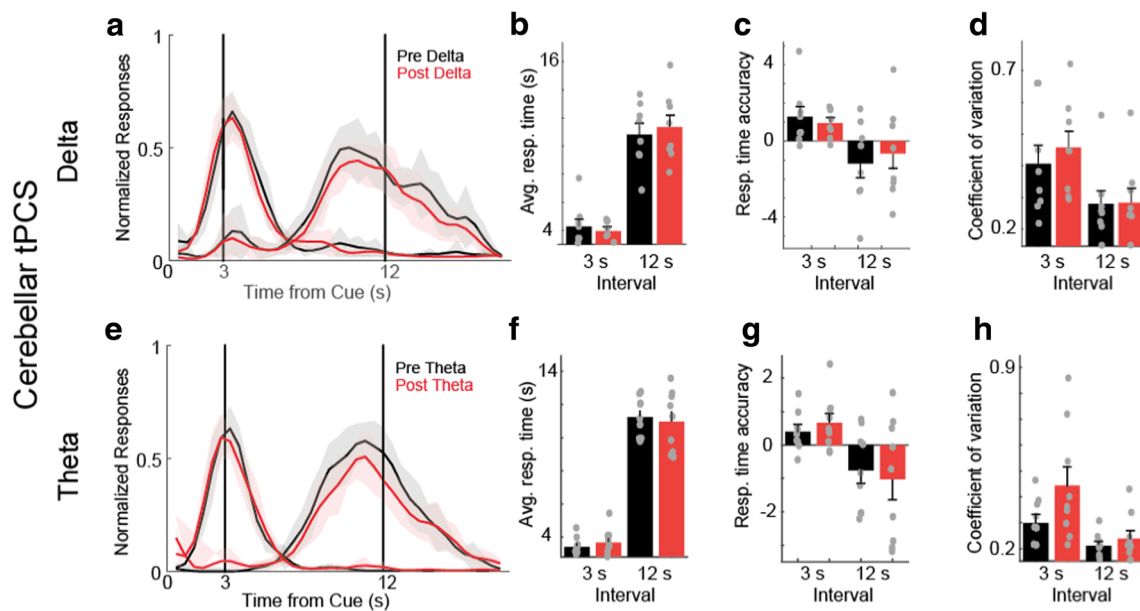 Cerebellar tPCS
Delta
a
1
0.5
0
Normalized Responses
Pre Delta
Post Delta
0
3
12
Time from Cue (s)
b
16
4
Avg. resp. time (s)
3 s
12 s
Interval
c
4
0
-4
Resp. time accuracy
3 s
12 s
Interval
d
0.7
0.2
Coefficient of variation
3 s
12 s
Interval
Theta
e
1
0.5
0
Normalized Responses
Pre Theta
Post Theta
0
3
12
Time from Cue (s)
f
14
4
Avg. resp. time (s)
3 s
12 s
Interval
g
2
0
-2
Resp. time accuracy
3 s
12 s
Interval
h
0.9
0.2
Coefficient of variation
3 s
12 s
Interval